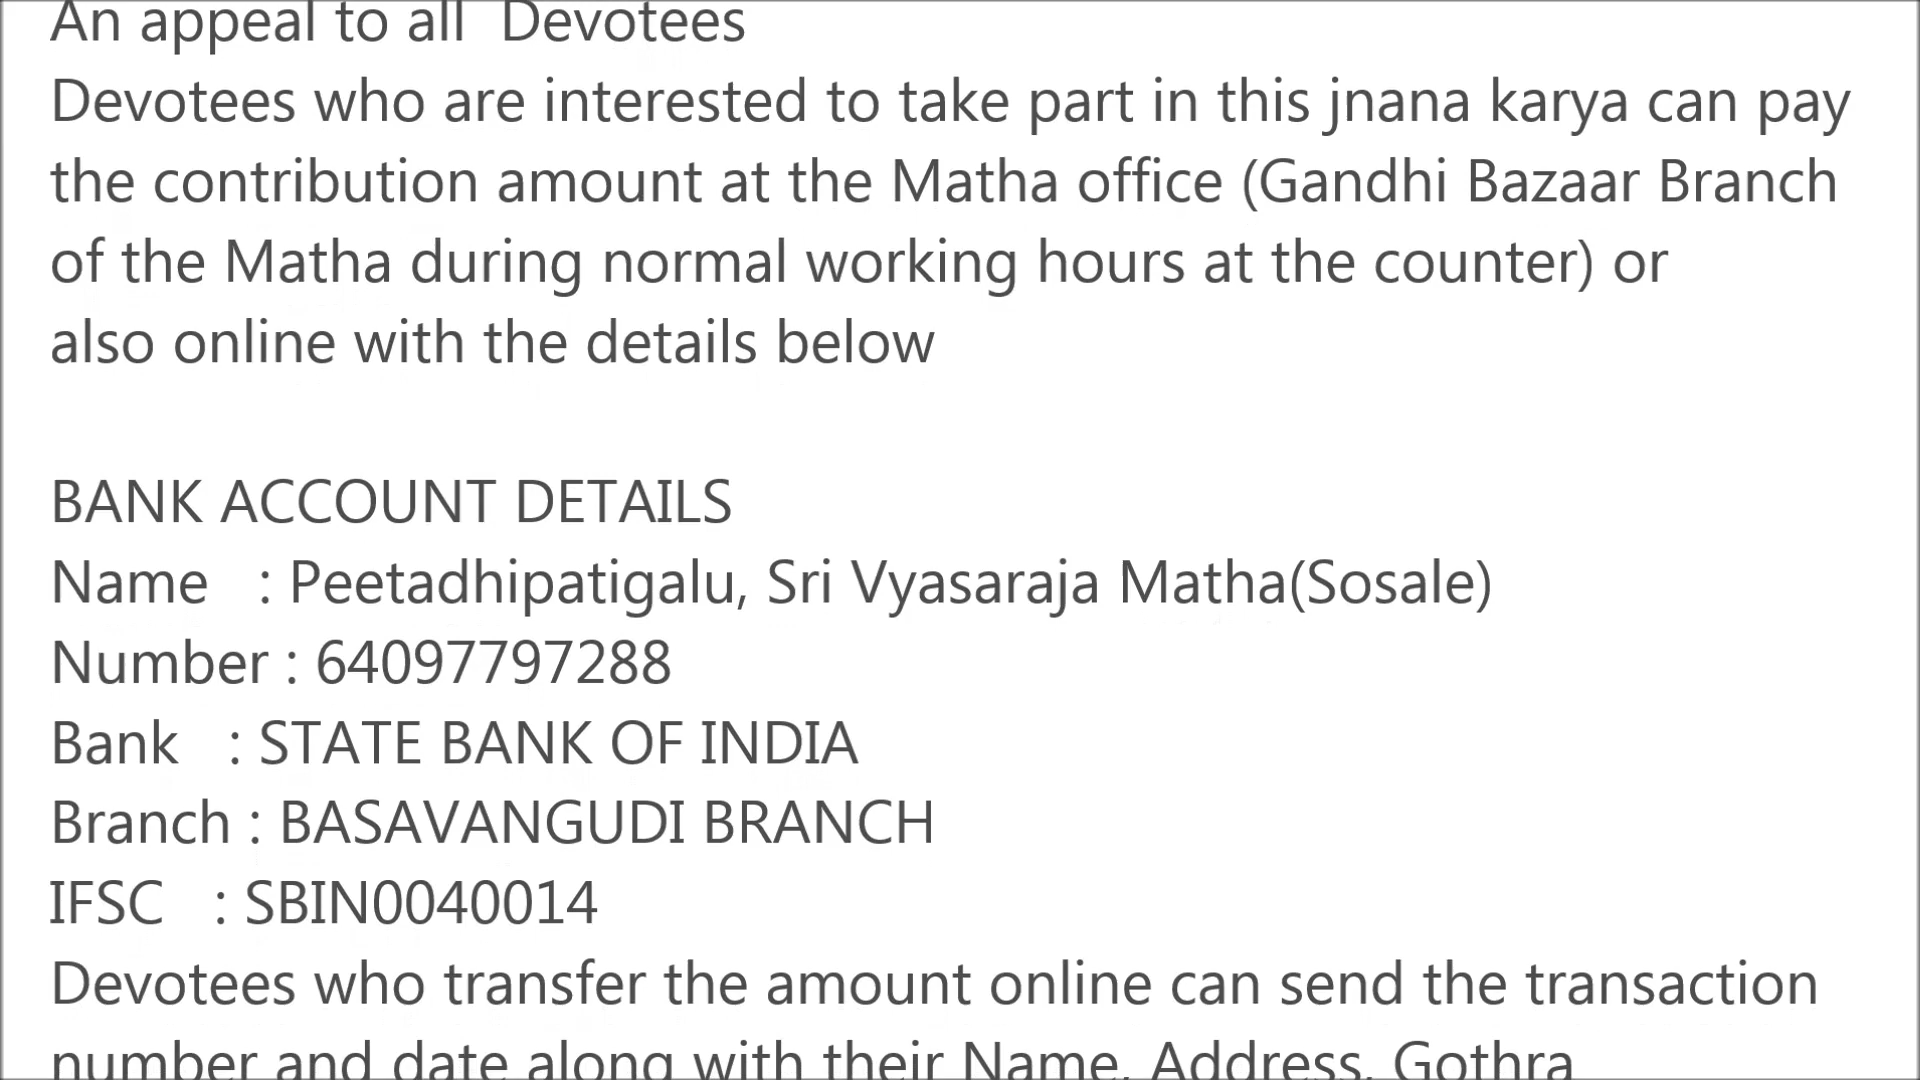 An appeal to all  Devotees
Devotees who are interested to take part in this jnana karya can pay
the contribution amount at the Matha office (Gandhi Bazaar Branch
of the Matha during normal working hours at the counter) or
also online with the details below
BANK ACCOUNT DETAILS
Name   : Peetadhipatigalu, Sri Vyasaraja Matha(Sosale)
Number : 64097797288
Bank   : STATE BANK OF INDIA
Branch : BASAVANGUDI BRANCH
IFSC   : SBIN0040014
Devotees who transfer the amount online can send the transaction
number and date along with their Name, Address, Gothra